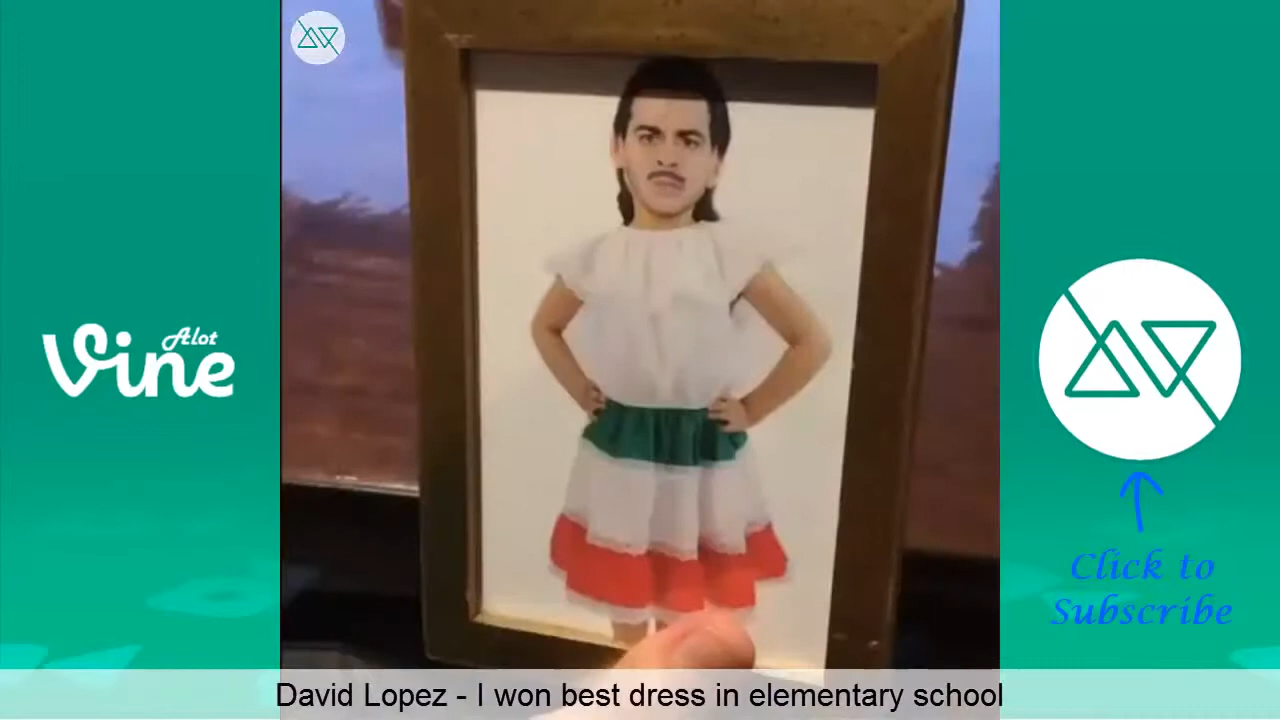 Alot
Vine
Click to
Subscribe
David Lopez - I won best dress in elementary school